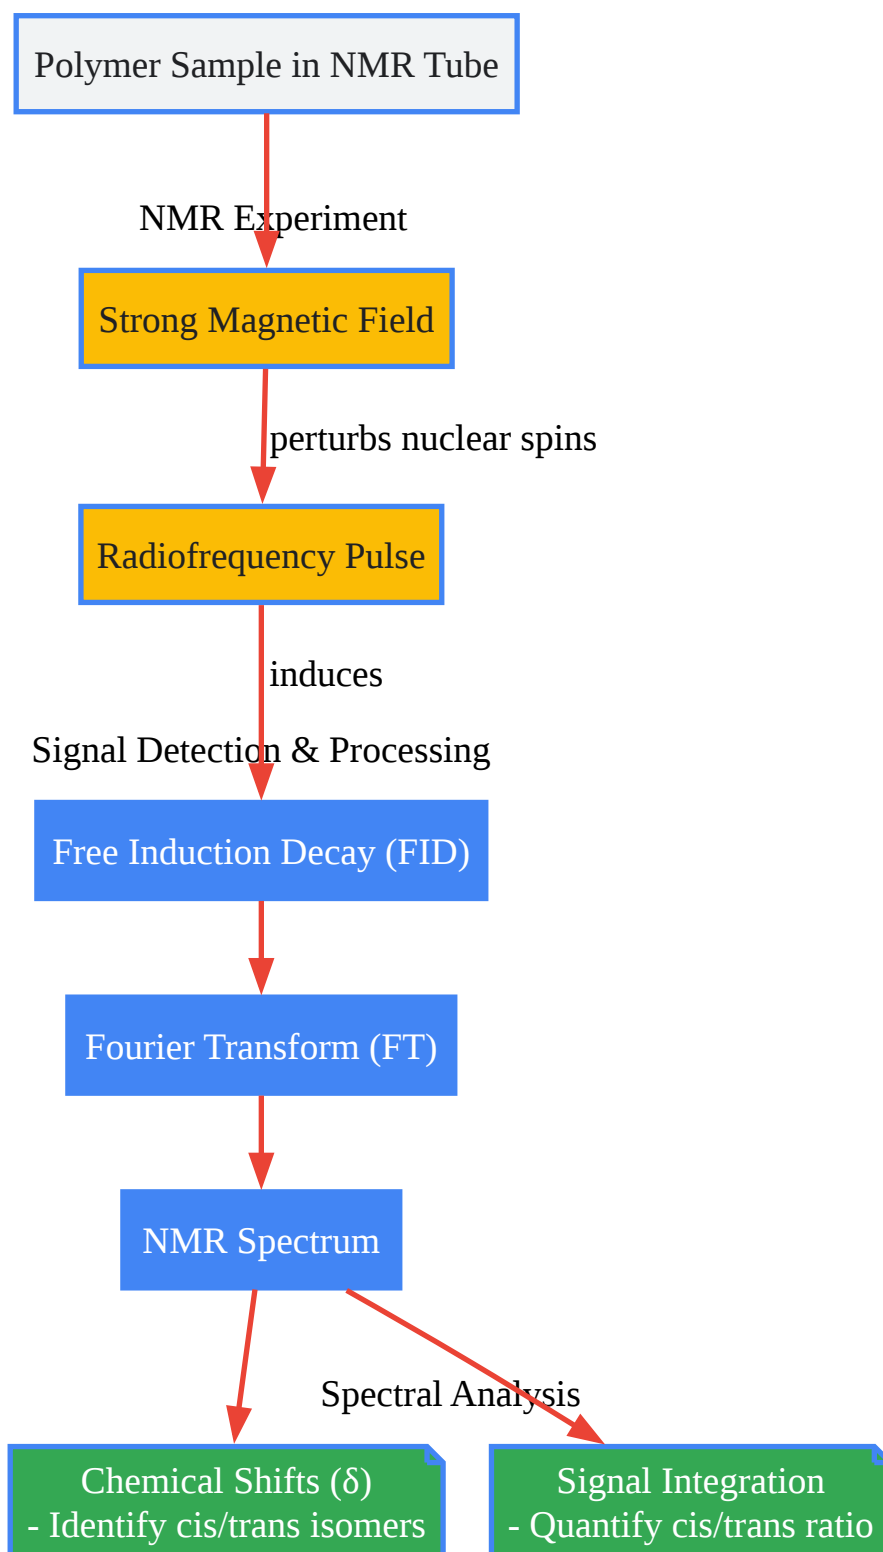 Polymer Sample in NMR Tube
NMR Experiment
Strong Magnetic Field
perturbs nuclear spins
Radiofrequency Pulse
induces
Signal Detection & Processing
Free Induction Decay (FID)
Fourier Transform (FT)
NMR Spectrum
Spectral Analysis
Chemical Shifts (δ)
- Identify cis/trans isomers
Signal Integration
- Quantify cis/trans ratio